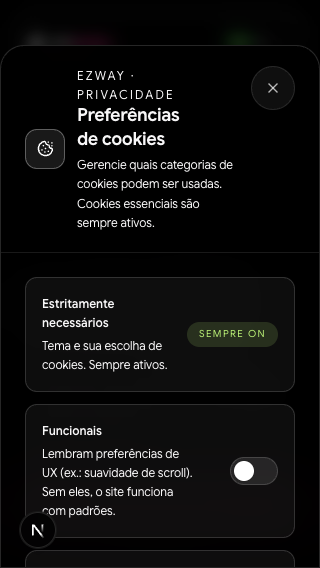 EZWAY ·
PRIVACIDADE
Preferências
de cookies
Gerencie quais categorias de
cookies podem ser usadas.
Cookies essenciais são
sempre ativos.
Estritamente
necessários
Tema e sua escolha de
cookies. Sempre ativos.
SEMPRE ON
Funcionais
Lembram preferências de
UX (ex.: suavidade de scroll).
Sem eles, o site funciona
com padrões.
N